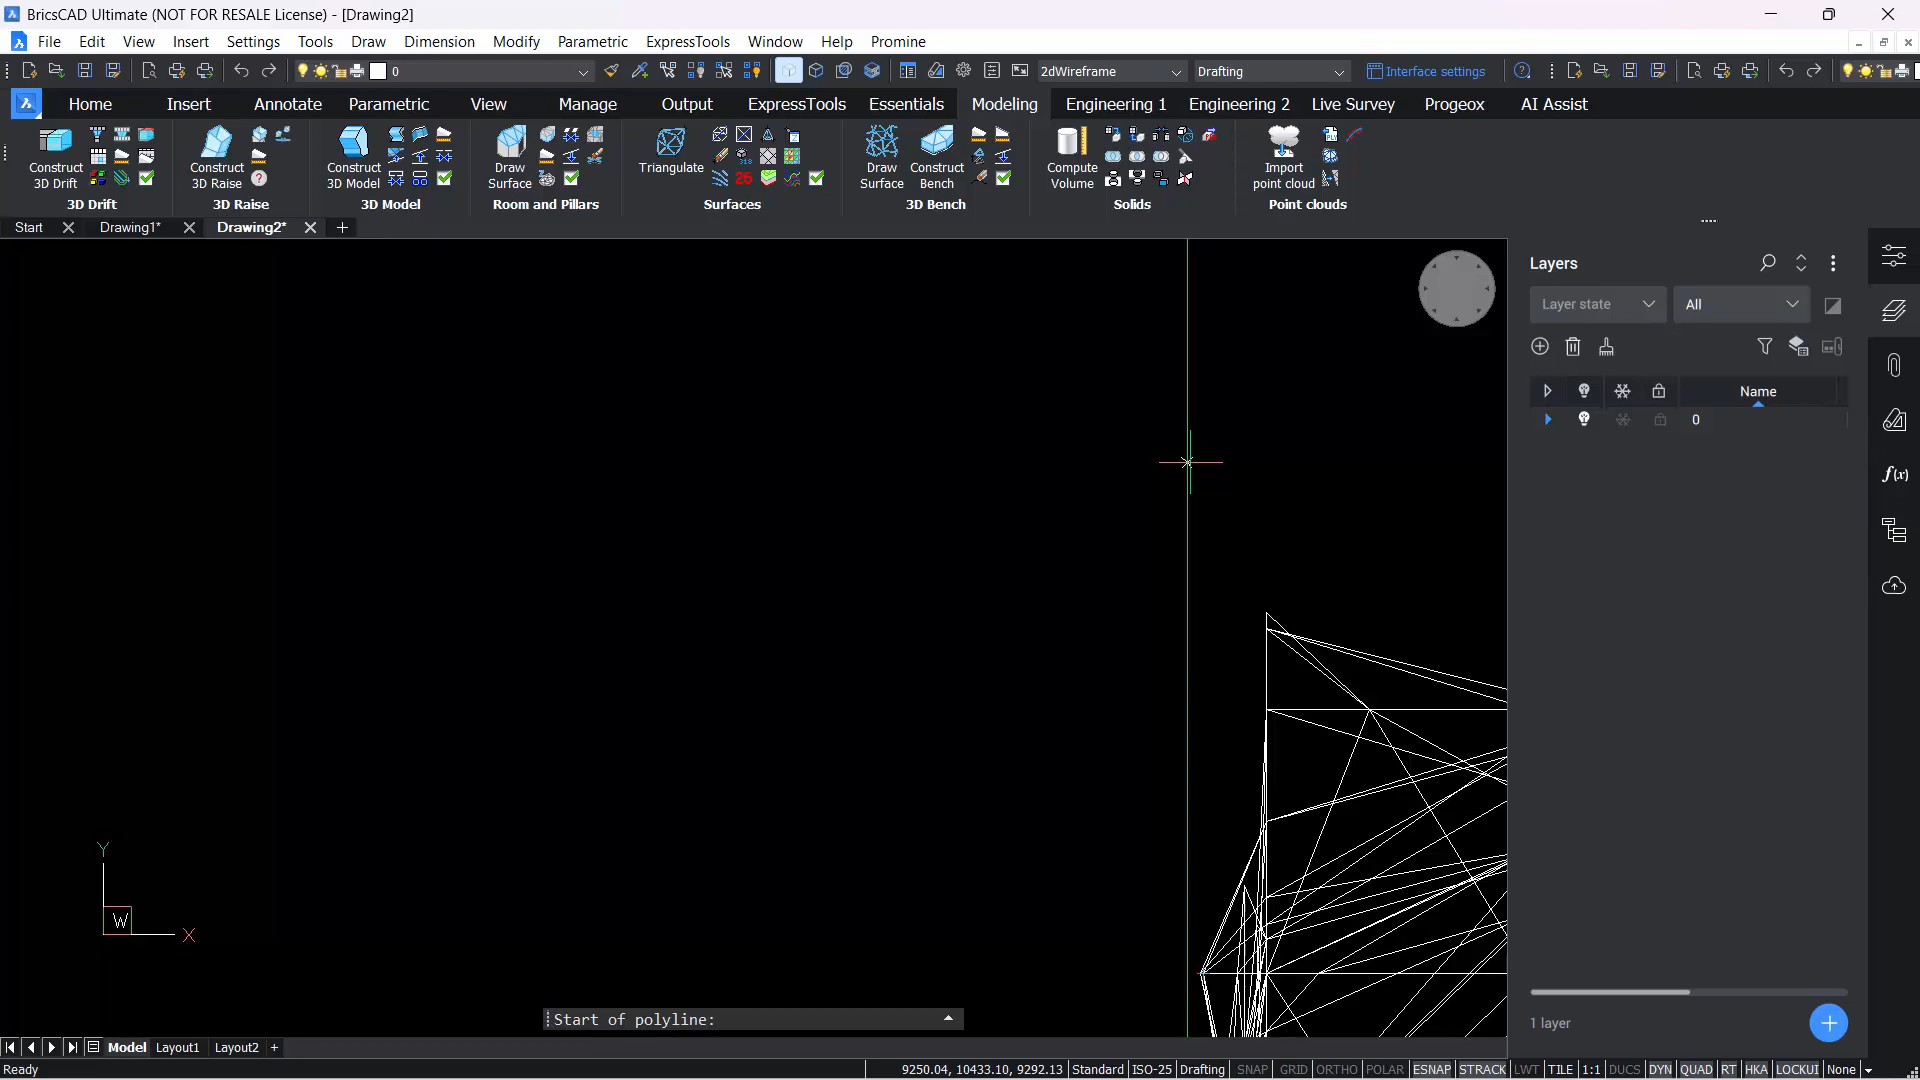 BricsCAD Ultimate (NOT FOR RESALE License) - [Drawing2]
File Edit View Insert Settings Tools Draw Dimension Modify Parametric ExpressTools Window Help Promine
0 2dWireframe Drafting Interface settings
Home Insert Annotate Parametric View Manage Output ExpressTools Essentials Modeling Engineering 1 Engineering 2 Live Survey Progeox AI Assist
Construct 3D Drift
Construct 3D Raise
Construct 3D Model
Draw Surface
Triangulate
Draw Surface
Construct Bench
Compute Volume
Import point cloud
3D Drift 3D Raise 3D Model Room and Pillars Surfaces 3D Bench Solids Point clouds
Start Drawing1* Drawing2*
Layers
Layer state All
Name
0
f(x)
Y
W
X
Start of polyline:
1 layer
Model Layout1 Layout2
Ready 9250.04, 10433.10, 9292.13 Standard ISO-25 Drafting SNAP GRID ORTHO POLAR ESNAP STRACK LWT TILE 1:1 DUCS DYN QUAD RT HKA LOCKUI None